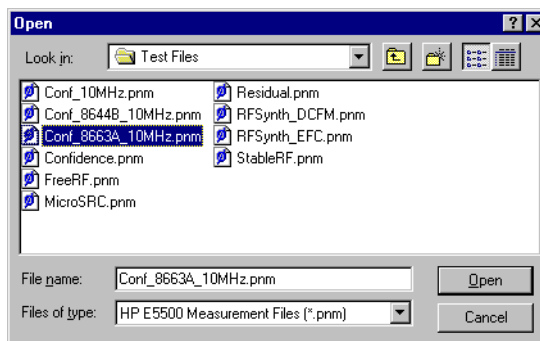 Open
Look in: Test Files
Conf_10MHz.pnm
Conf_8644B_10MHz.pnm
Conf_8663A_10MHz.pnm
Confidence.pnm
FreeRF.pnm
MicroSRC.pnm
Residual.pnm
RFSynth_DCFM.pnm
RFSynth_EFC.pnm
StableRF.pnm
File name: Conf_8663A_10MHz.pnm Open
Files of type: HP E5500 Measurement Files (*.pnm) Cancel